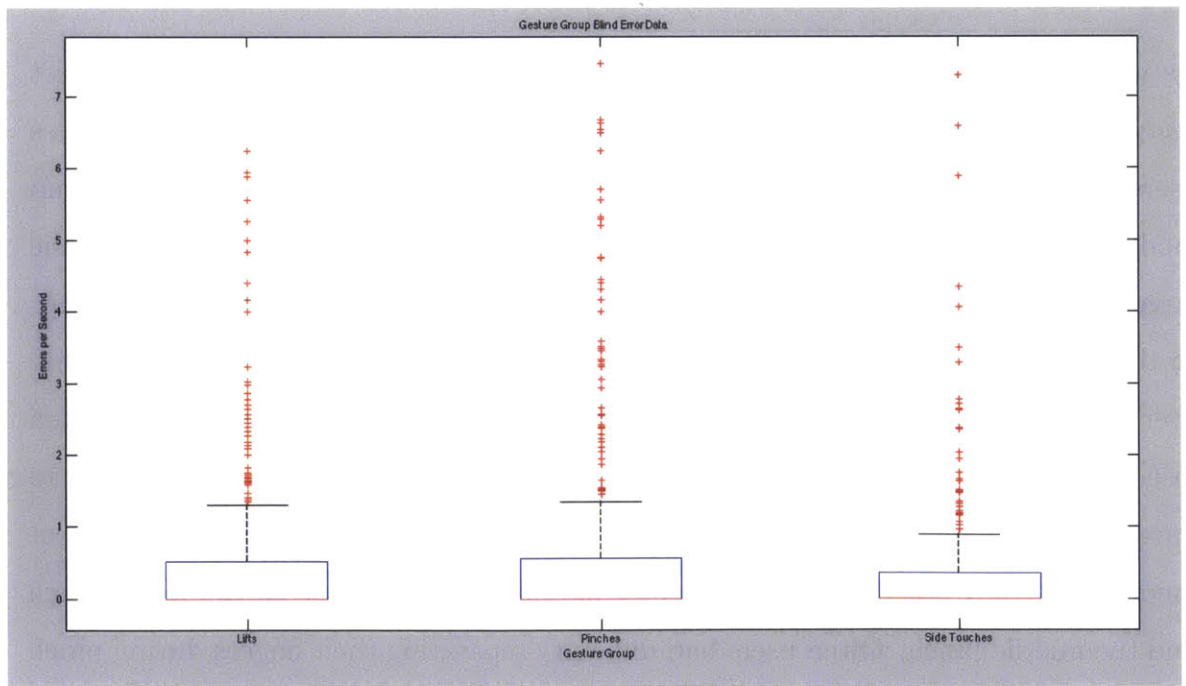 Gesture Group Blind Error Data
7
6
5
4
3
2
1
0
Errors per Second
Lifts
Pinches
Side Touches
Gesture Group